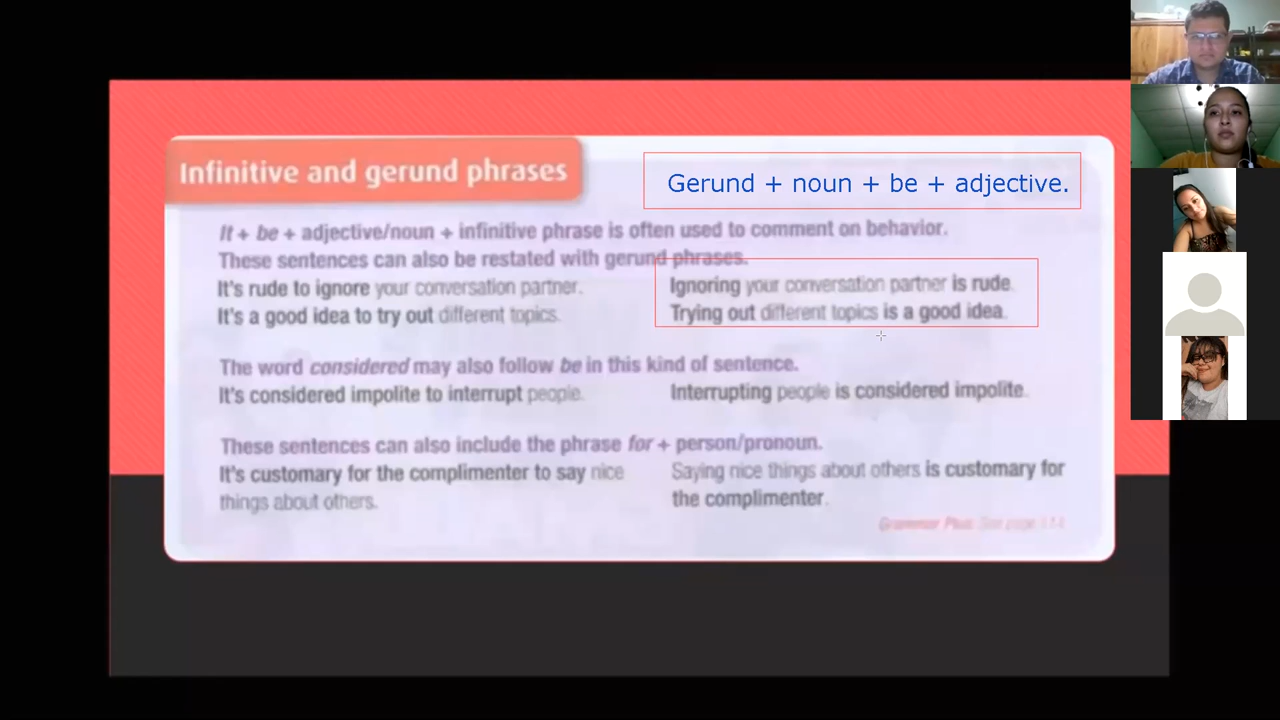 Infinitive and gerund phrases
Gerund + noun + be + adjective.
It + be + adjective/noun + infinitive phrase is often used to comment on behavior.
These sentences can also be restated with gerund phrases.
It's rude to ignore your conversation partner.
Ignoring your conversation partner is rude.
It's a good idea to try out different topics.
Trying out different topics is a good idea.
The word considered may also follow be in this kind of sentence.
It's considered impolite to interrupt people.
Interrupting people is considered impolite.
These sentences can also include the phrase for + person/pronoun.
It's customary for the complimenter to say nice
things about others.
Saying nice things about others is customary for
the complimenter.
Grammar Plus: See page